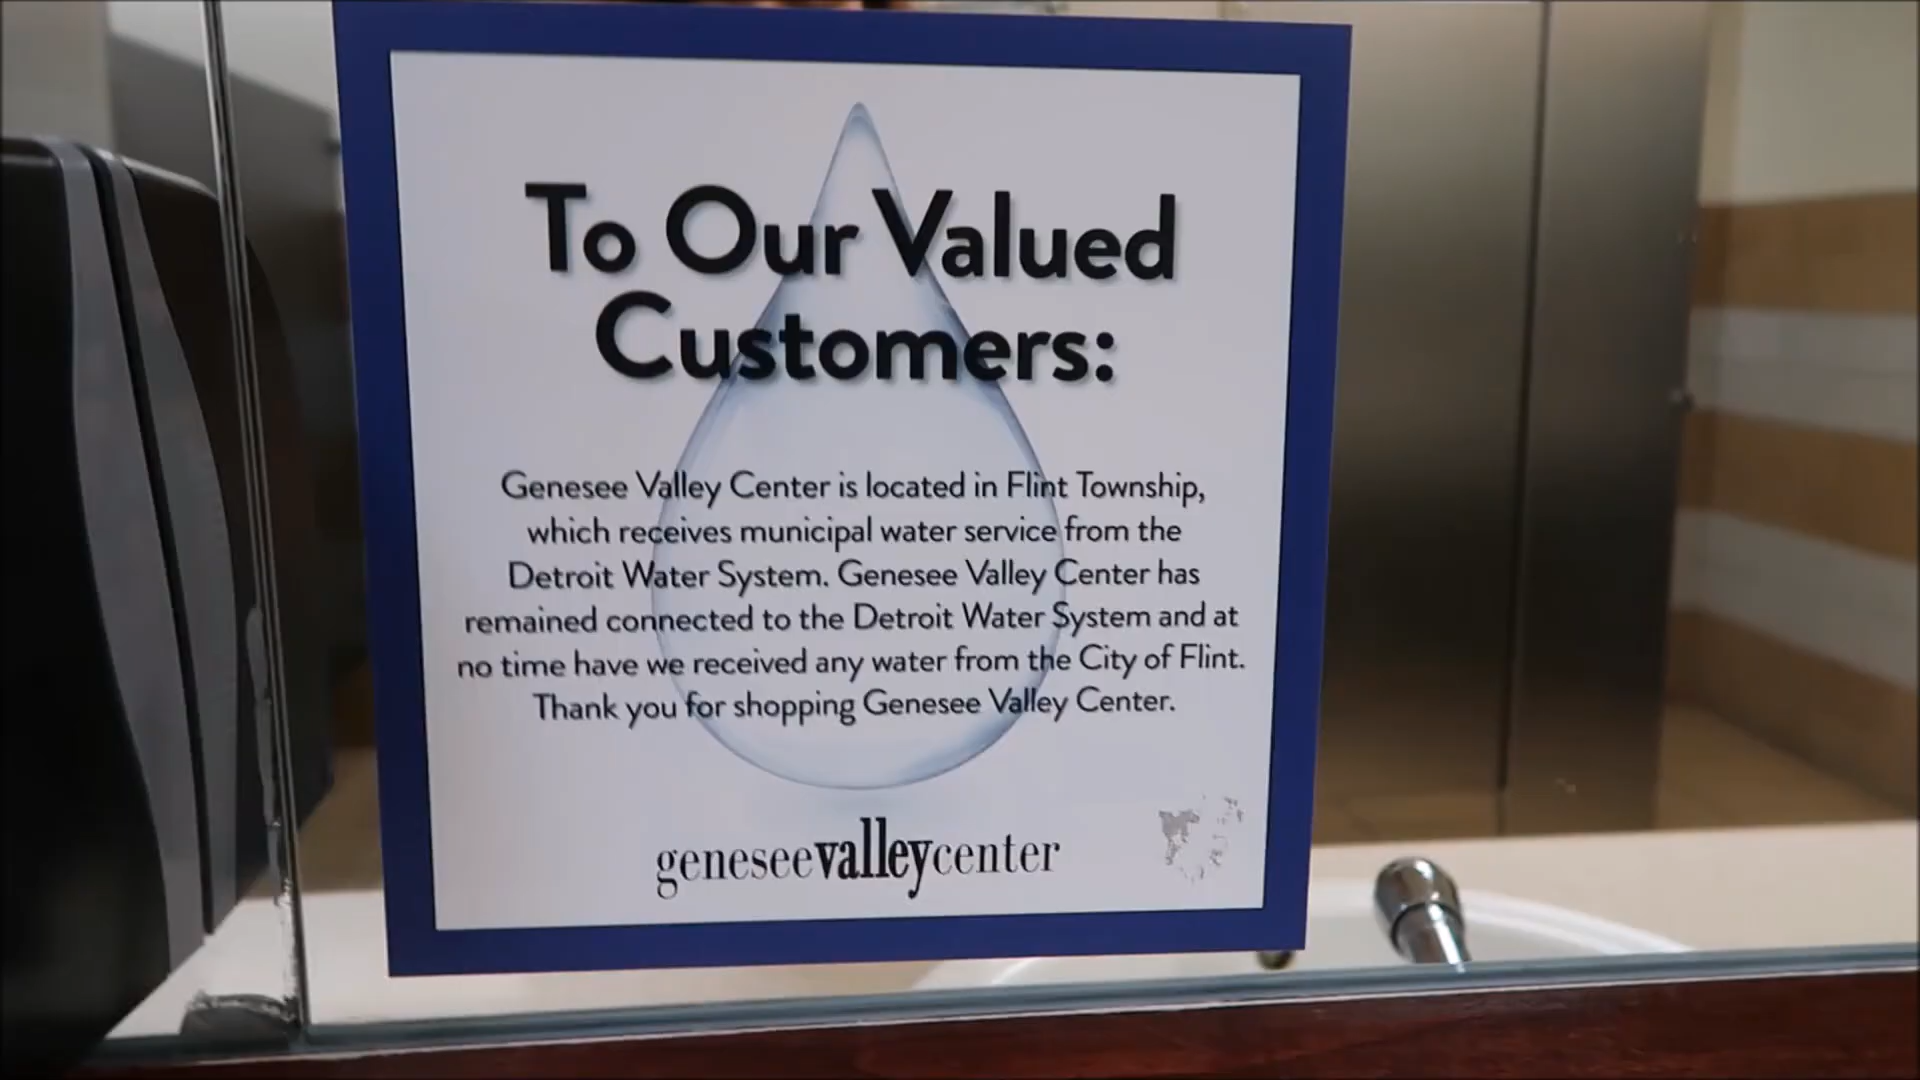 To Our Valued
Customers:
Genesee Valley Center is located in Flint Township,
which receives municipal water service from the
Detroit Water System. Genesee Valley Center has
remained connected to the Detroit Water System and at
no time have we received any water from the City of Flint.
Thank you for shopping Genesee Valley Center.
geneseevalleycenter